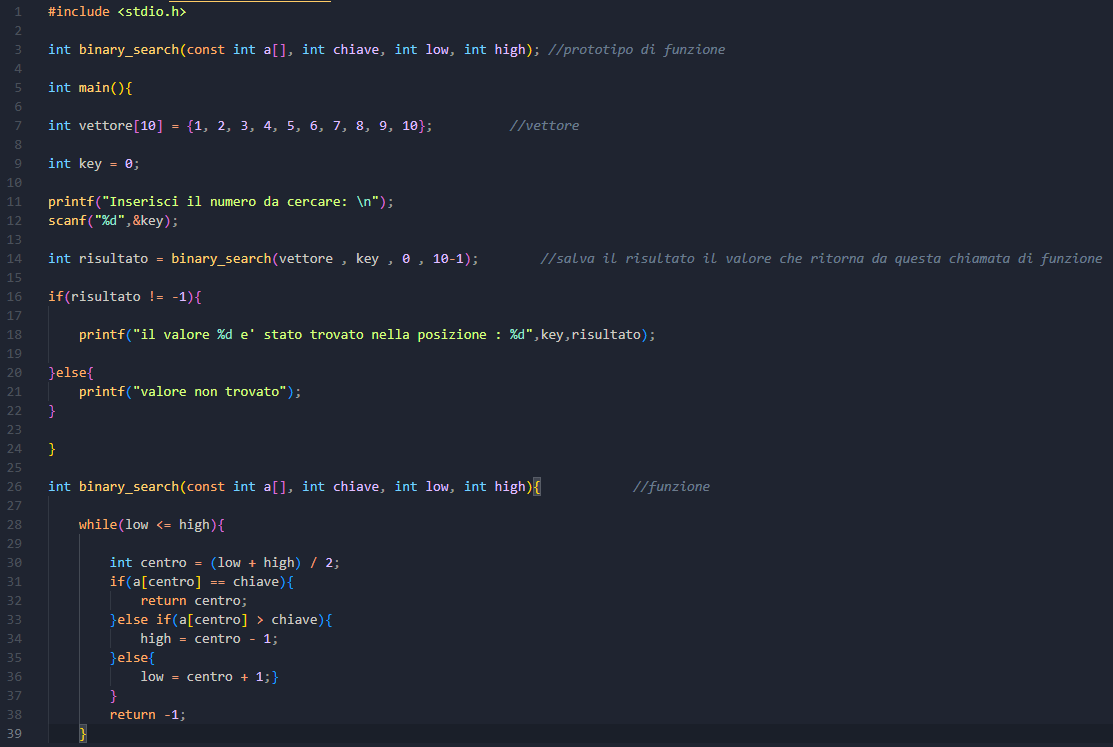 1 #include <stdio.h>
2
3 int binary_search(const int a[], int chiave, int low, int high); //prototipo di funzione
4
5 int main(){
6
7 int vettore[10] = {1, 2, 3, 4, 5, 6, 7, 8, 9, 10}; //vettore
8
9 int key = 0;
10
11 printf("Inserisci il numero da cercare: \n");
12 scanf("%d",&key);
13
14 int risultato = binary_search(vettore , key , 0 , 10-1); //salva il risultato il valore che ritorna da questa chiamata di funzione
15
16 if(risultato != -1){
17
18 printf("il valore %d e' stato trovato nella posizione : %d",key,risultato);
19
20 }else{
21 printf("valore non trovato");
22 }
23
24 }
25
26 int binary_search(const int a[], int chiave, int low, int high){ //funzione
27
28 while(low <= high){
29
30 int centro = (low + high) / 2;
31 if(a[centro] == chiave){
32 return centro;
33 }else if(a[centro] > chiave){
34 high = centro - 1;
35 }else{
36 low = centro + 1;}
37 }
38 return -1;
39 }